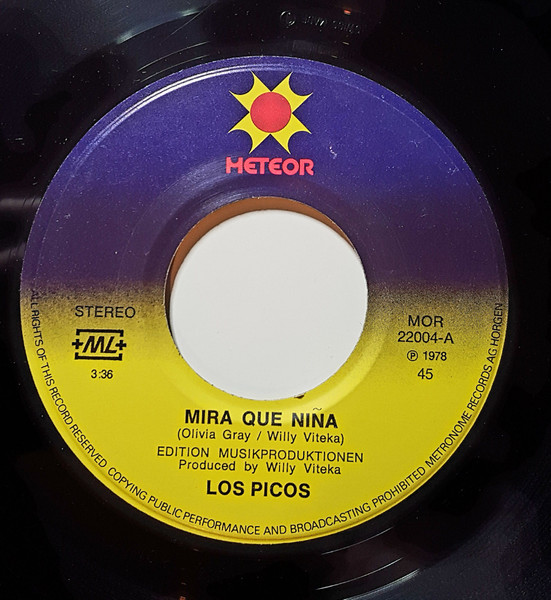 METEOR
STEREO
+ML+
3:36
MOR
22004-A
℗ 1978
45
MIRA QUE NIÑA
(Olivia Gray / Willy Viteka)
EDITION MUSIKPRODUKTIONEN
Produced by Willy Viteka
LOS PICOS
ALL RIGHTS OF THIS RECORD RESERVED COPYING PUBLIC PERFORMANCE AND BROADCASTING PROHIBITED METRONOME RECORDS AG HORGEN